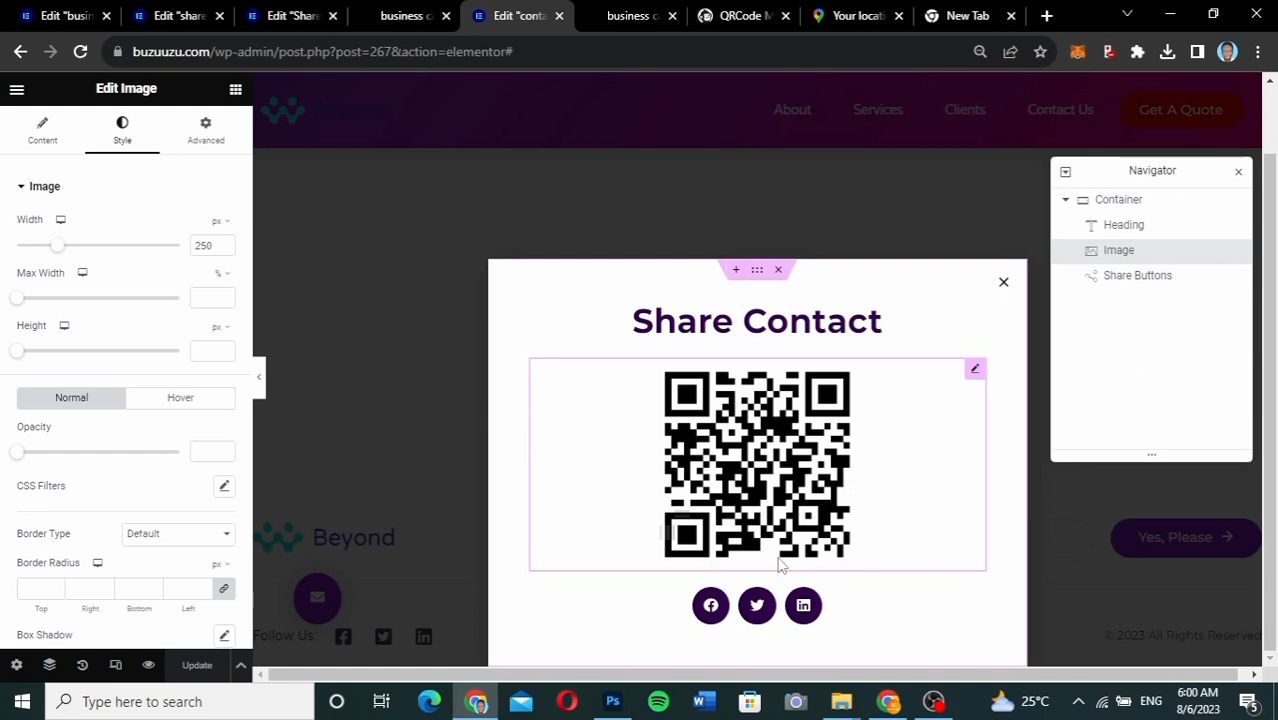 Edit "busin
Edit "share
Edit "Share
business c
Edit "conta
business ca
QRCode M
Your locati
New Tab
buzuuzu.com/wp-admin/post.php?post=267&action=elementor#
Edit Image
Content
Style
Advanced
Image
Width
px
250
Max Width
%
Height
px
Normal
Hover
Opacity
CSS Filters
Border Type
Default
Border Radius
px
Top
Right
Bottom
Left
Box Shadow
Update
Beyond
About
Services
Clients
Contact Us
Get A Quote
Navigator
Container
Heading
Image
Share Buttons
Share Contact
Beyond
Yes, Please
Follow Us:
© 2023 All Rights Reserved
Type here to search
25°C
ENG
6:00 AM
8/6/2023
5